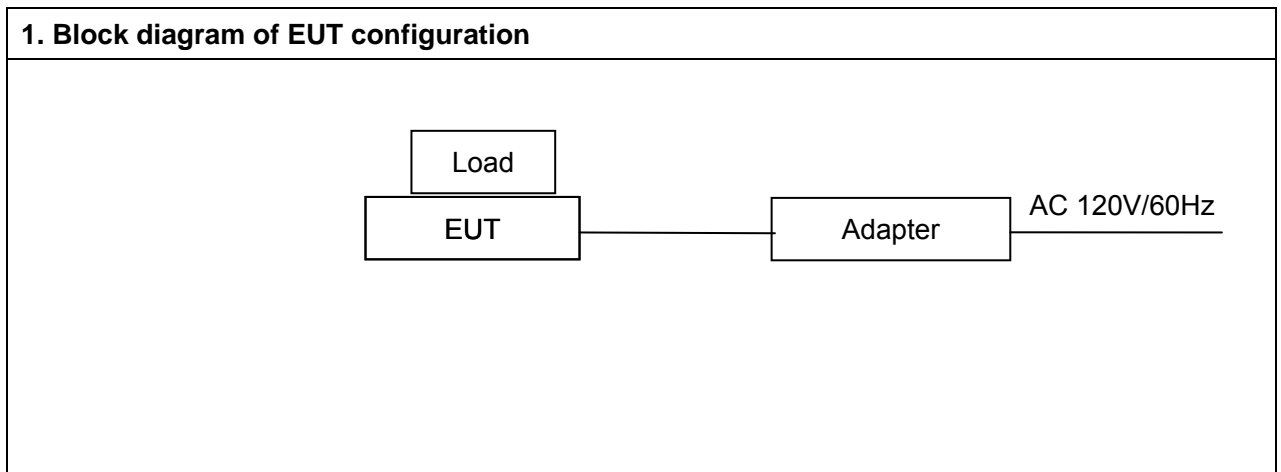 1. Block diagram of EUT configuration
Load
EUT
Adapter
AC 120V/60Hz